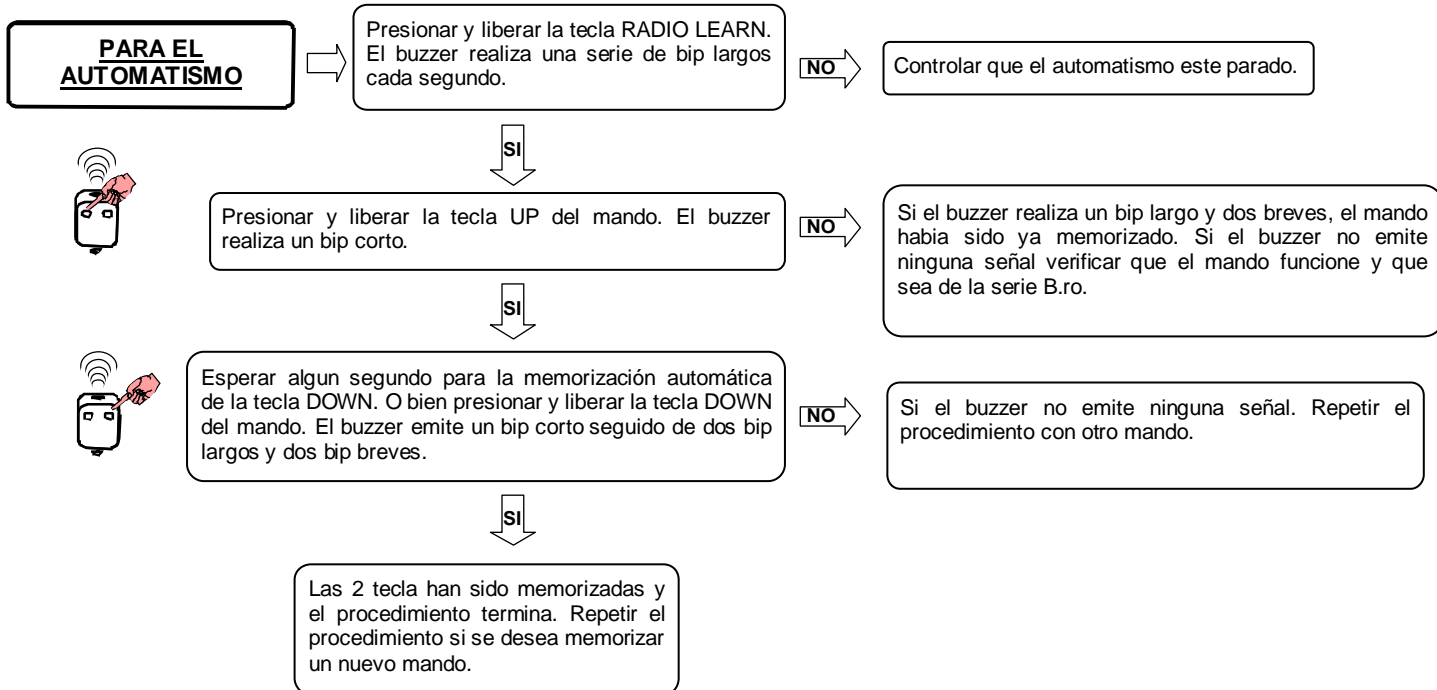 PARA EL
AUTOMATISMO
Presionar y liberar la tecla RADIO LEARN.
El buzzer realiza una serie de bip largos
cada segundo.
NO
Controlar que el automatismo este parado.
SI
Presionar y liberar la tecla UP del mando. El buzzer
realiza un bip corto.
NO
Si el buzzer realiza un bip largo y dos breves, el mando
habia sido ya memorizado. Si el buzzer no emite
ninguna señal verificar que el mando funcione y que
sea de la serie B.ro.
SI
Esperar algun segundo para la memorización automática
de la tecla DOWN. O bien presionar y liberar la tecla DOWN
del mando. El buzzer emite un bip corto seguido de dos bip
largos y dos bip breves.
NO
Si el buzzer no emite ninguna señal. Repetir el
procedimiento con otro mando.
SI
Las 2 tecla han sido memorizadas y
el procedimiento termina. Repetir el
procedimiento si se desea memorizar
un nuevo mando.